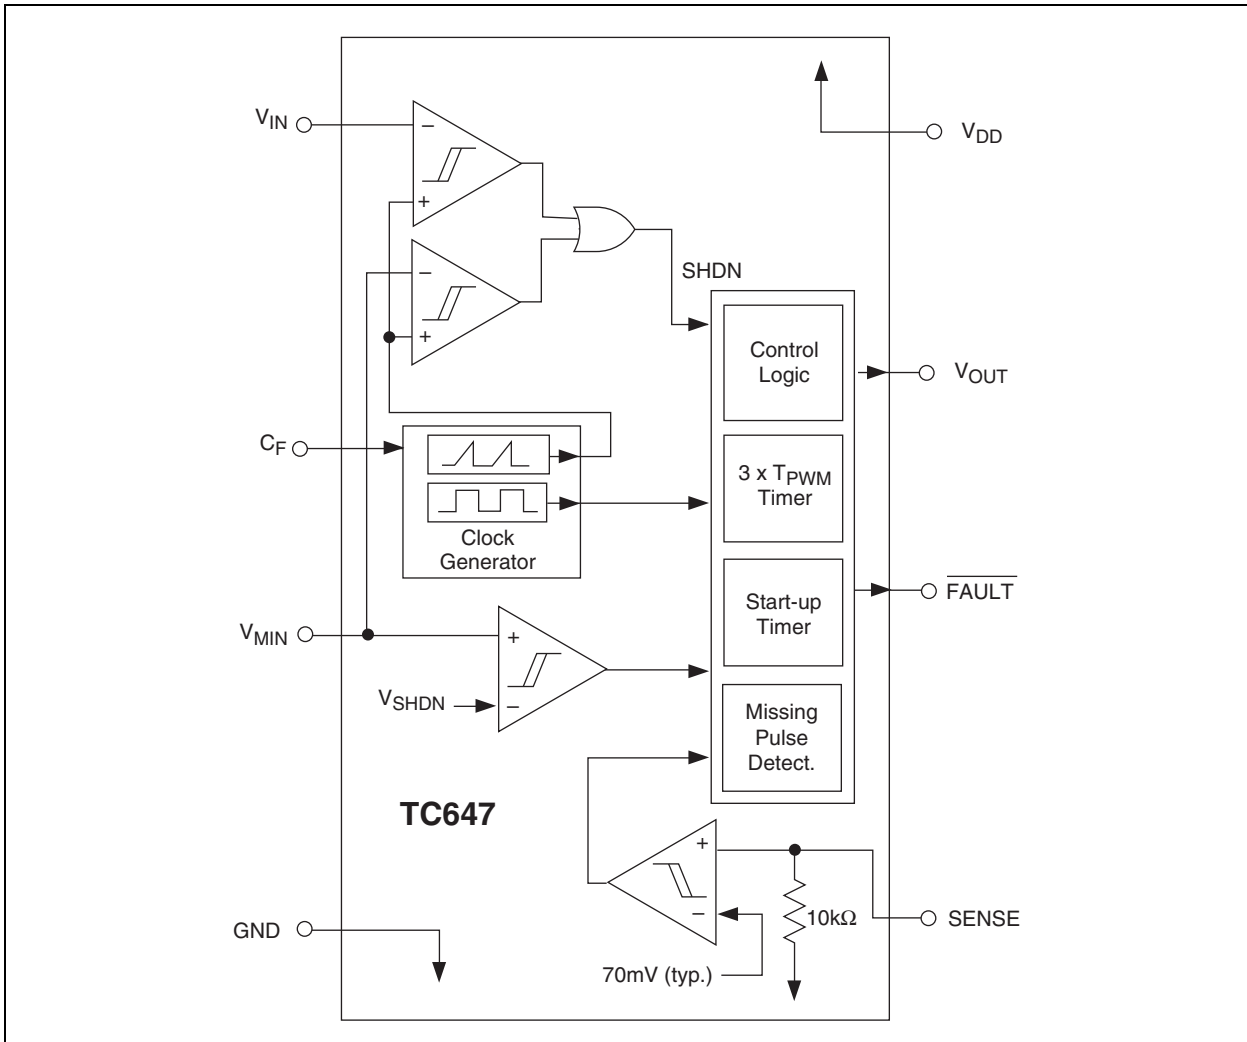 V_IN
−
+
−
+
SHDN
V_DD
Control
Logic
V_OUT
C_F
3 x T_PWM
Timer
Clock
Generator
Start-up
Timer
FAULT
V_MIN
+
V_SHDN
−
Missing
Pulse
Detect.
TC647
+
−
10kΩ
SENSE
GND
70mV (typ.)